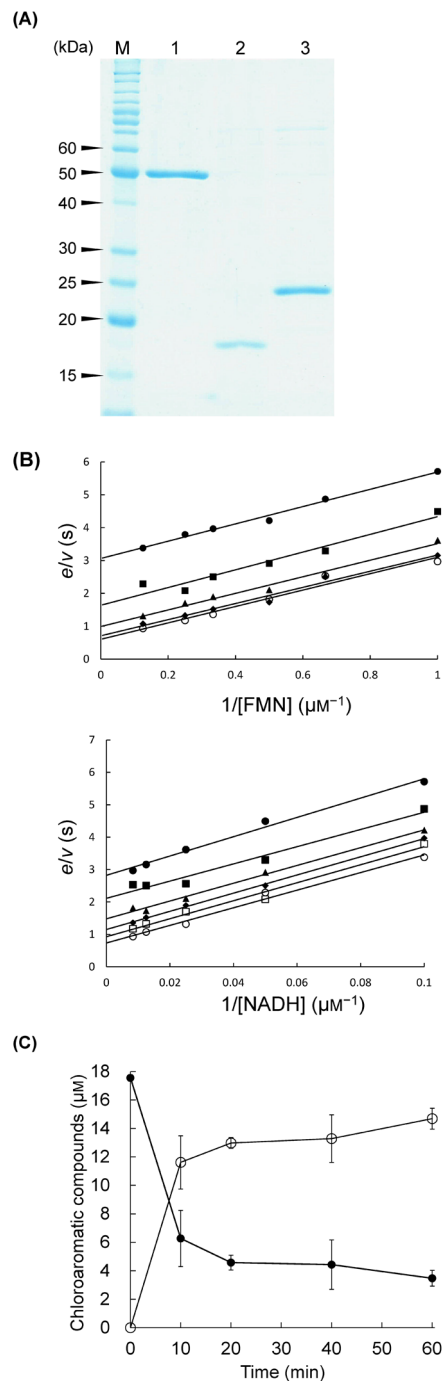 (A)
(kDa) M 1 2 3
60
50
40
30
25
20
15
(B)
6
5
4
3
2
1
0
e/v (s)
0 0.2 0.4 0.6 0.8 1
1/[FMN] (μM⁻¹)
7
6
5
4
3
2
1
0
e/v (s)
0 0.02 0.04 0.06 0.08 0.1
1/[NADH] (μM⁻¹)
(C)
18
16
14
12
10
8
6
4
2
0
Chloroaromatic compounds (μM)
0 10 20 30 40 50 60
Time (min)